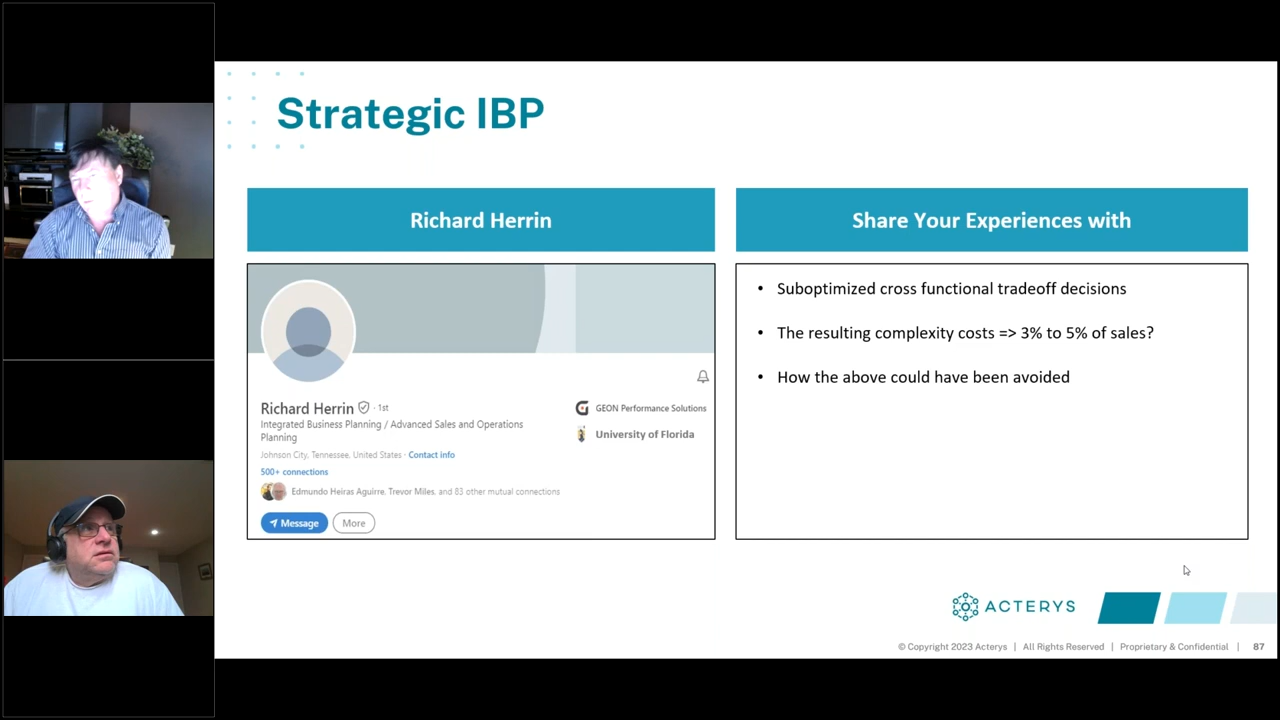 Strategic IBP
Richard Herrin
Share Your Experiences with
Richard Herrin · 1st
Integrated Business Planning / Advanced Sales and Operations
Planning
Johnson City, Tennessee, United States · Contact info
500+ connections
Edmundo Heiras Aguirre, Trevor Miles, and 83 other mutual connections
Message
More
GEON Performance Solutions
University of Florida
• Suboptimized cross functional tradeoff decisions
• The resulting complexity costs => 3% to 5% of sales?
• How the above could have been avoided
ACTERYS
© Copyright 2023 Acterys | All Rights Reserved | Proprietary & Confidential | 87